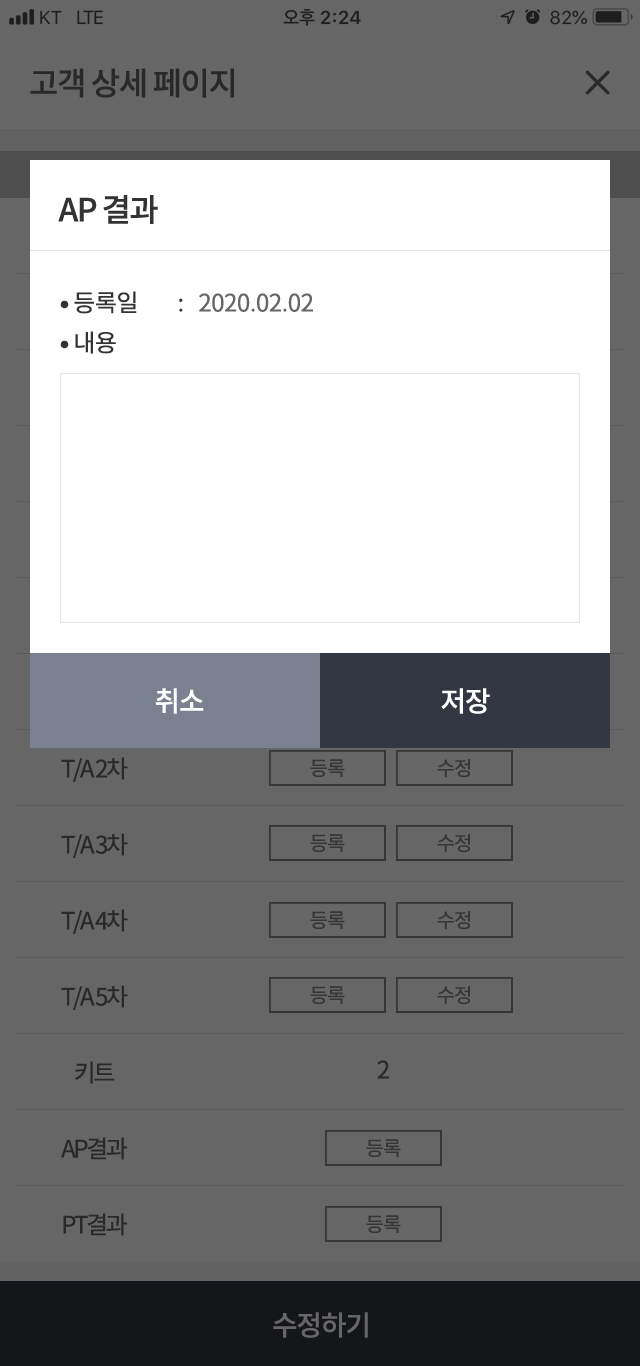 KT LTE 오후 2:24 82%
고객 상세 페이지
AP 결과
• 등록일 : 2020.02.02
• 내용
취소 저장
T/A2차 등록 수정
T/A3차 등록 수정
T/A4차 등록 수정
T/A5차 등록 수정
키트 2
AP결과 등록
PT결과 등록
수정하기